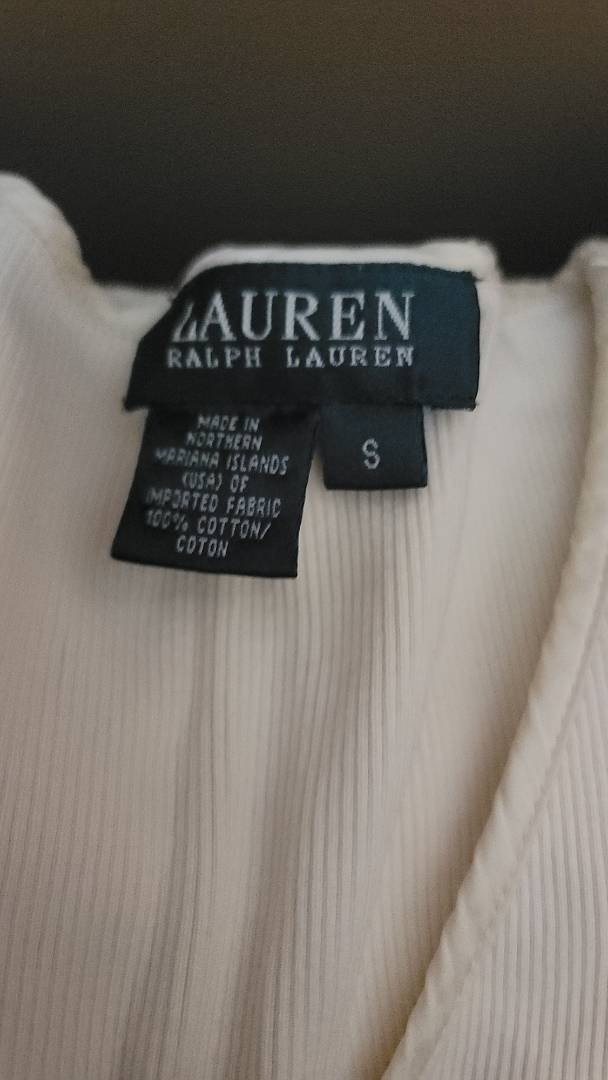 LAUREN
RALPH LAUREN
S
MADE IN
NORTHERN
MARIANA ISLANDS
(USA) OF
IMPORTED FABRIC
100% COTTON/
COTON